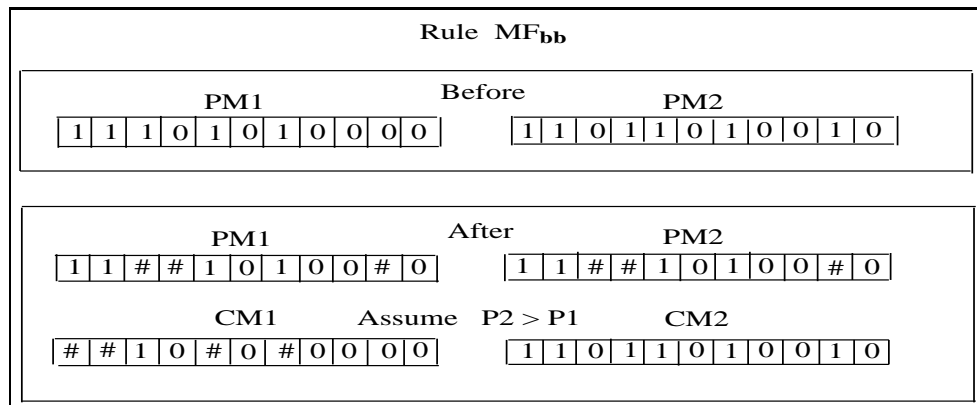 Rule MFbb
Before
PM1 PM2
1 1 1 0 1 0 1 0 0 0 0 1 1 0 1 1 0 1 0 0 1 0
After
PM1 PM2
1 1 # # 1 0 1 0 0 # 0 1 1 # # 1 0 1 0 0 # 0
CM1 Assume P2 > P1 CM2
# # 1 0 # 0 # 0 0 0 0 1 1 0 1 1 0 1 0 0 1 0